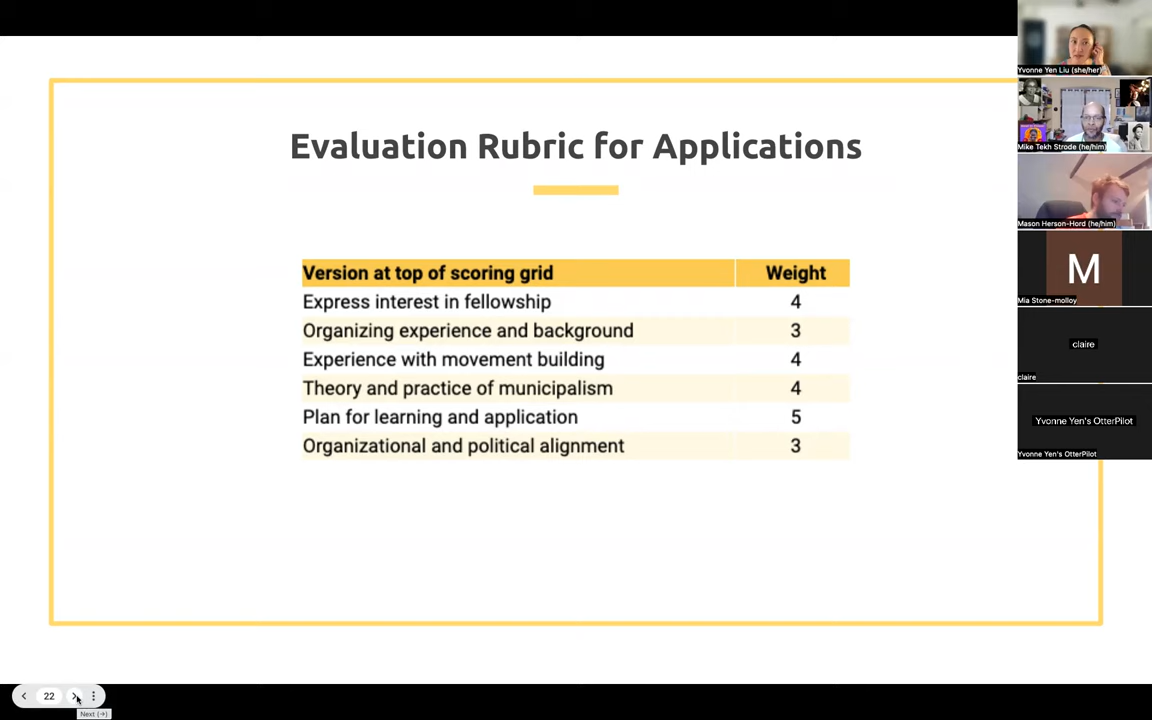 Evaluation Rubric for Applications
Version at top of scoring grid Weight
Express interest in fellowship 4
Organizing experience and background 3
Experience with movement building 4
Theory and practice of municipalism 4
Plan for learning and application 5
Organizational and political alignment 3
Yvonne Yen Liu (she/her)
Mike Tekh Strode (he/him)
Mason Herson-Hord (he/him)
M
Mia Stone-molloy
claire
claire
Yvonne Yen's OtterPilot
Yvonne Yen's OtterPilot
22
Next (→)